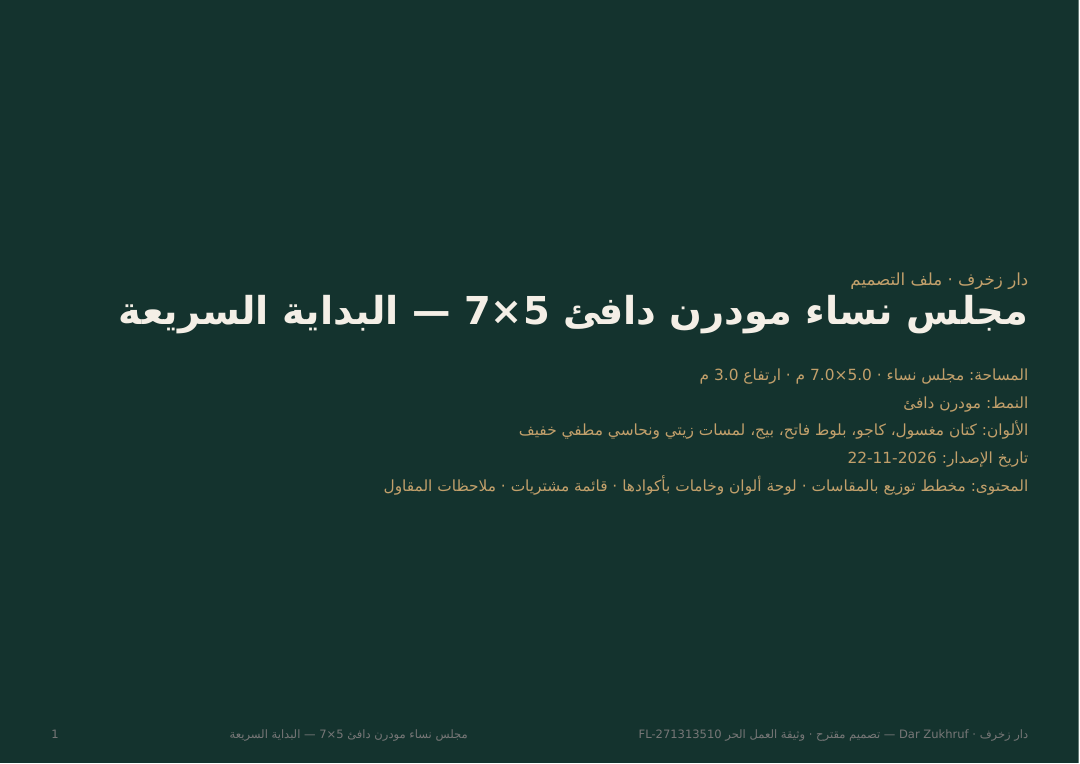 دار زخرف · ملف التصميم
مجلس نساء مودرن دافئ 5×7 — البداية السريعة
المساحة: مجلس نساء · 5.0×7.0 م · ارتفاع 3.0 م
النمط: مودرن دافئ
الألوان: كتان مغسول، كاجو، بلوط فاتح، بيج، لمسات زيتي ونحاسي مطفي خفيف
تاريخ الإصدار: 2026-11-22
المحتوى: مخطط توزيع بالمقاسات · لوحة ألوان وخامات بأكوادها · قائمة مشتريات · ملاحظات المقاول
دار زخرف · Dar Zukhruf — تصميم مقترح · وثيقة العمل الحر FL-271313510
مجلس نساء مودرن دافئ 5×7 — البداية السريعة
1